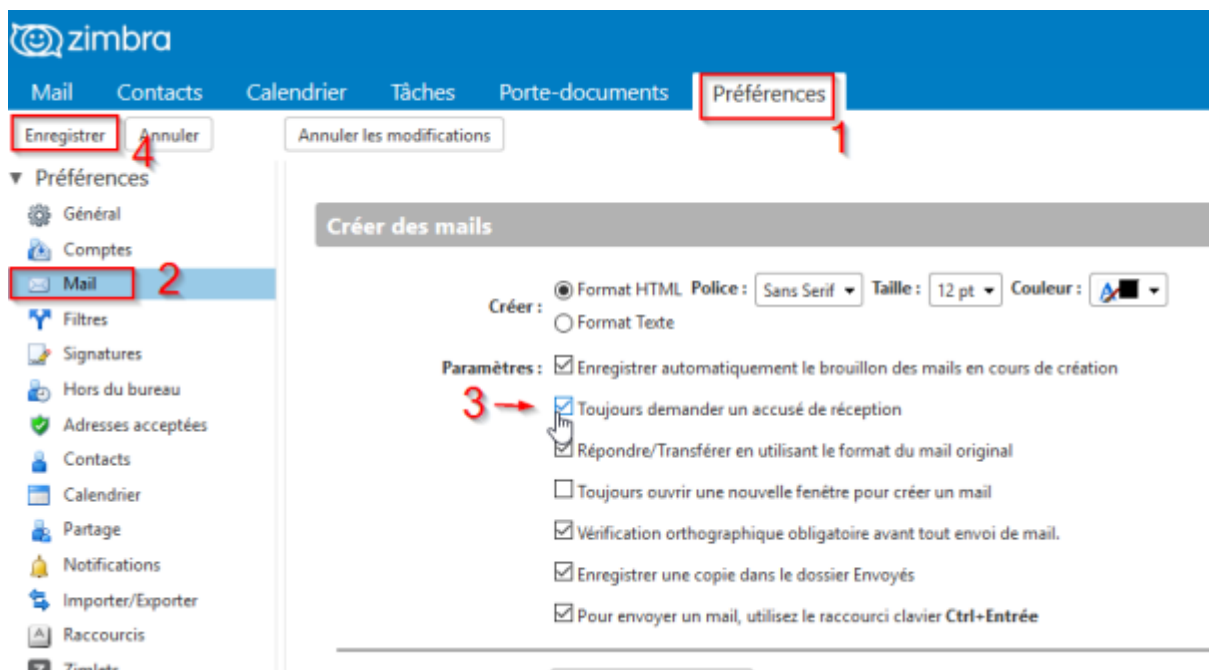 zimbra
Mail Contacts Calendrier Tâches Porte-documents Préférences
1
Enregistrer Annuler Annuler les modifications
4
Préférences
Général
Comptes
Mail 2
Filtres
Signatures
Hors du bureau
Adresses acceptées
Contacts
Calendrier
Partage
Notifications
Importer/Exporter
Raccourcis
Zimlets
Créer des mails
Créer : Format HTML Police : Sans Serif Taille : 12 pt Couleur :
Format Texte
Paramètres : Enregistrer automatiquement le brouillon des mails en cours de création
3 Toujours demander un accusé de réception
Répondre/Transférer en utilisant le format du mail original
Toujours ouvrir une nouvelle fenêtre pour créer un mail
Vérification orthographique obligatoire avant tout envoi de mail.
Enregistrer une copie dans le dossier Envoyés
Pour envoyer un mail, utilisez le raccourci clavier Ctrl+Entrée